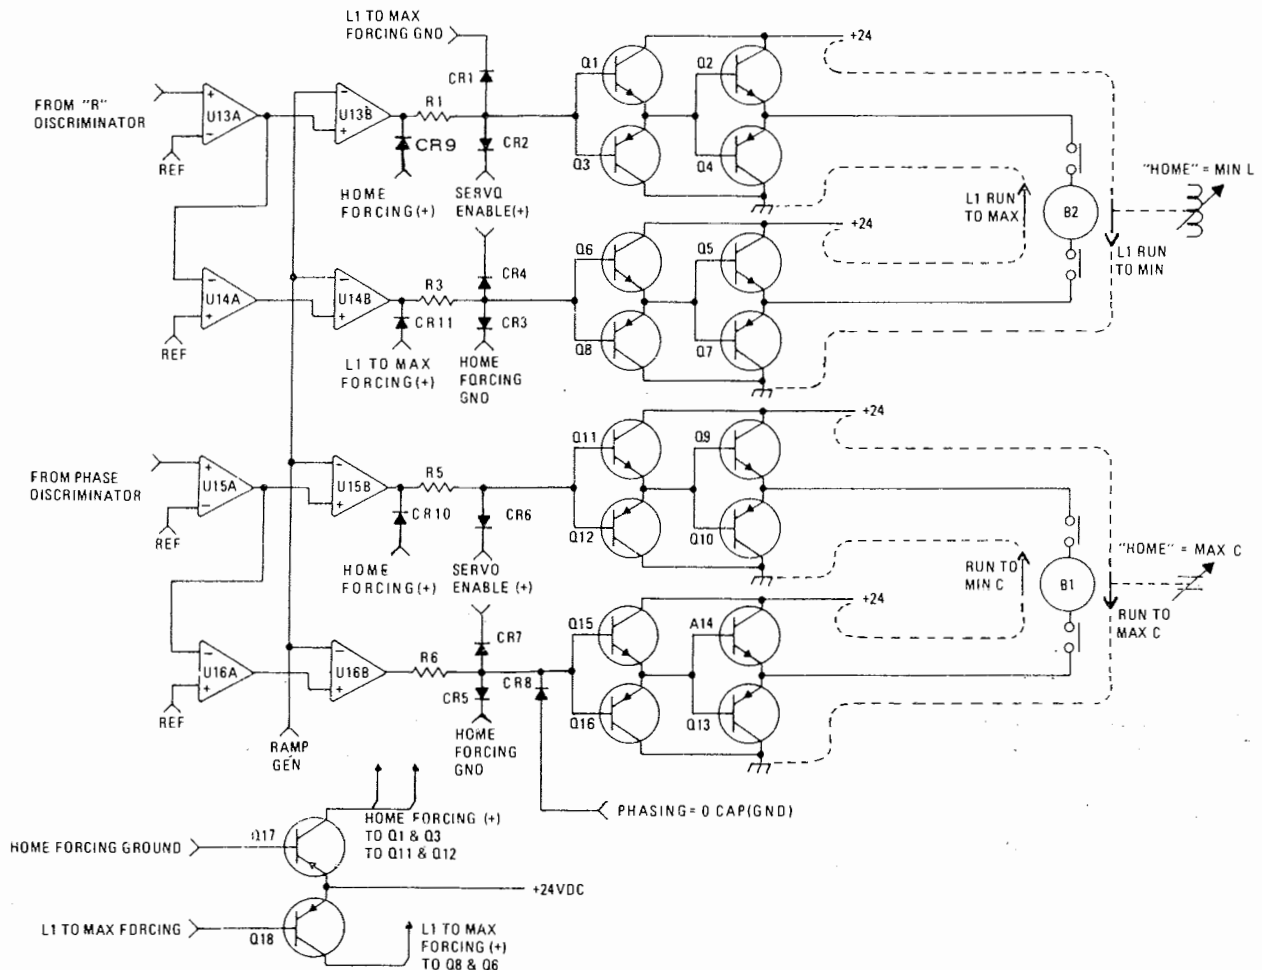 L1 TO MAX
FORCING GND
+24
Q1
Q2
CR1
FROM "R"
DISCRIMINATOR
+
U13A
−
REF
−
U13B
+
R1
CR9
CR2
HOME
FORCING(+)
SERVO
ENABLE(+)
Q3
Q4
"HOME" = MIN L
L1 RUN
TO MAX
B2
L1 RUN
TO MIN
+24
Q6
Q5
CR4
−
U14A
+
REF
−
U14B
+
R3
CR11
CR3
L1 TO MAX
FORCING(+)
HOME
FORCING
GND
Q8
Q7
+24
Q11
Q9
FROM PHASE
DISCRIMINATOR
+
U15A
−
REF
−
U15B
+
R5
CR10
CR6
HOME
FORCING(+)
SERVO
ENABLE (+)
Q12
Q10
"HOME" = MAX C
RUN TO
MIN C
B1
RUN TO
MAX C
+24
Q15
A14
CR7
−
U16A
+
REF
−
U16B
+
R6
CR5
CR8
Q16
Q13
HOME
FORCING
GND
RAMP
GEN
PHASING = 0 CAP(GND)
HOME FORCING (+)
TO Q1 & Q3
TO Q11 & Q12
Q17
HOME FORCING GROUND
+24VDC
L1 TO MAX FORCING
Q18
L1 TO MAX
FORCING (+)
TO Q8 & Q6